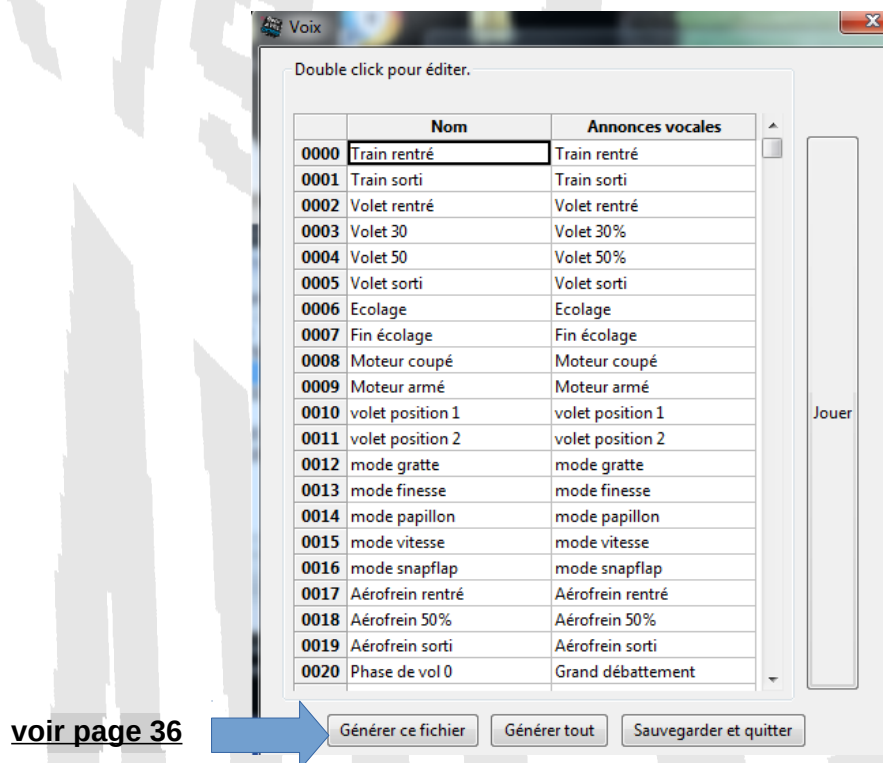 Voix
Double click pour éditer.
Nom Annonces vocales
0000 Train rentré Train rentré
0001 Train sorti Train sorti
0002 Volet rentré Volet rentré
0003 Volet 30 Volet 30%
0004 Volet 50 Volet 50%
0005 Volet sorti Volet sorti
0006 Ecolage Ecolage
0007 Fin écolage Fin écolage
0008 Moteur coupé Moteur coupé
0009 Moteur armé Moteur armé
0010 volet position 1 volet position 1
0011 volet position 2 volet position 2
0012 mode gratte mode gratte
0013 mode finesse mode finesse
0014 mode papillon mode papillon
0015 mode vitesse mode vitesse
0016 mode snapflap mode snapflap
0017 Aérofrein rentré Aérofrein rentré
0018 Aérofrein 50% Aérofrein 50%
0019 Aérofrein sorti Aérofrein sorti
0020 Phase de vol 0 Grand débattement
Jouer
voir page 36
Générer ce fichier Générer tout Sauvegarder et quitter